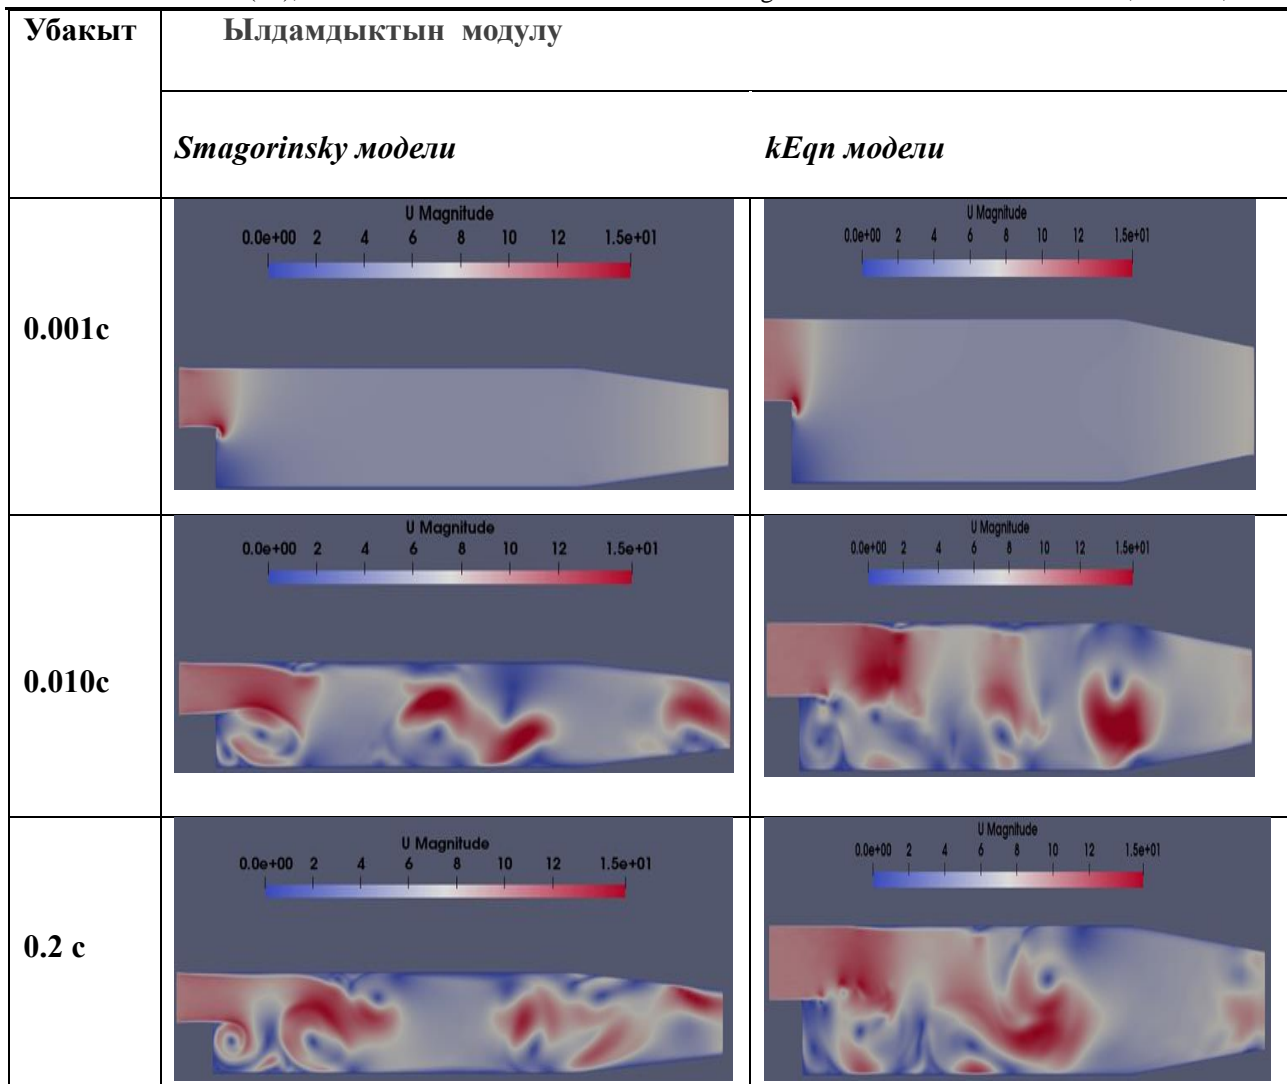 Убакыт Ылдамдыктын модулу
Smagorinsky модели kEqn модели
U Magnitude U Magnitude
0.0e+00 2 4 6 8 10 12 1.5e+01 0.0e+00 2 4 6 8 10 12 1.5e+01
0.001с
U Magnitude U Magnitude
0.0e+00 2 4 6 8 10 12 1.5e+01 0.0e+00 2 4 6 8 10 12 1.5e+01
0.010с
U Magnitude U Magnitude
0.0e+00 2 4 6 8 10 12 1.5e+01 0.0e+00 2 4 6 8 10 12 1.5e+01
0.2 с